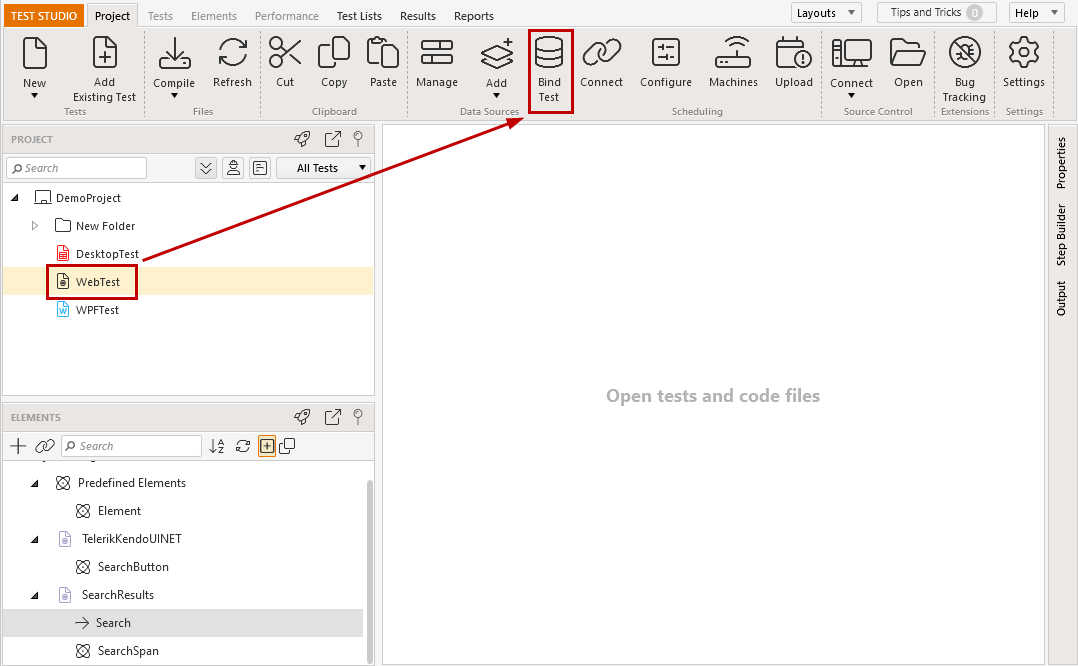 TEST STUDIO Project Tests Elements Performance Test Lists Results Reports Layouts Tips and Tricks 0 Help
New Add Existing Test Compile Refresh Cut Copy Paste Manage Add Bind Test Connect Configure Machines Upload Connect Open Bug Tracking Settings
Tests Files Clipboard Data Sources Scheduling Source Control Extensions Settings
PROJECT
Search All Tests
DemoProject
New Folder
DesktopTest
WebTest
WPFTest
ELEMENTS
Search
Predefined Elements
Element
TelerikKendoUINET
SearchButton
SearchResults
Search
SearchSpan
Open tests and code files
Properties
Step Builder
Output